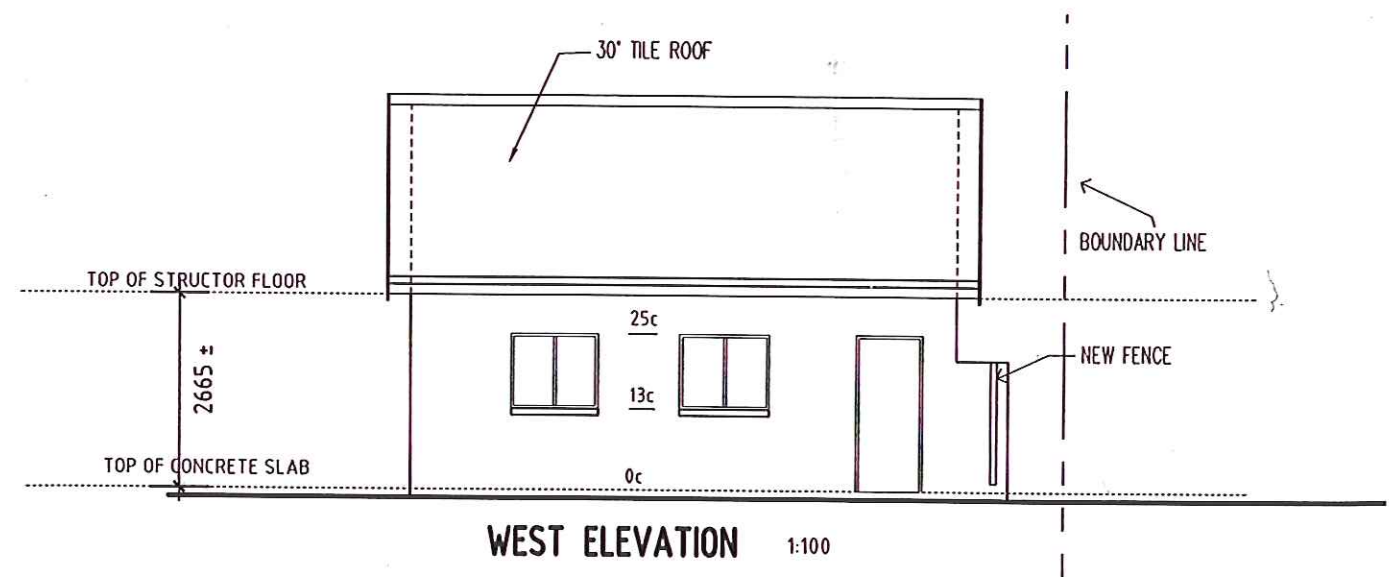 30° TILE ROOF
BOUNDARY LINE
TOP OF STRUCTOR FLOOR
25c
NEW FENCE
2665 ±
13c
TOP OF CONCRETE SLAB
0c
WEST ELEVATION 1:100